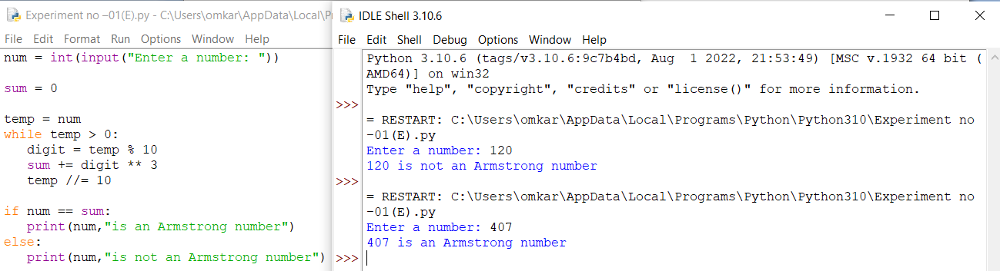 Experiment no –01(E).py - C:\Users\omkar\AppData\Local\P
File Edit Format Run Options Window Help
num = int(input("Enter a number: "))
sum = 0
temp = num
while temp > 0:
   digit = temp % 10
   sum += digit ** 3
   temp //= 10
if num == sum:
   print(num,"is an Armstrong number")
else:
   print(num,"is not an Armstrong number")
IDLE Shell 3.10.6
File Edit Shell Debug Options Window Help
Python 3.10.6 (tags/v3.10.6:9c7b4bd, Aug  1 2022, 21:53:49) [MSC v.1932 64 bit (
AMD64)] on win32
Type "help", "copyright", "credits" or "license()" for more information.
>>>
= RESTART: C:\Users\omkar\AppData\Local\Programs\Python\Python310\Experiment no
–01(E).py
Enter a number: 120
120 is not an Armstrong number
>>>
= RESTART: C:\Users\omkar\AppData\Local\Programs\Python\Python310\Experiment no
–01(E).py
Enter a number: 407
407 is an Armstrong number
>>>